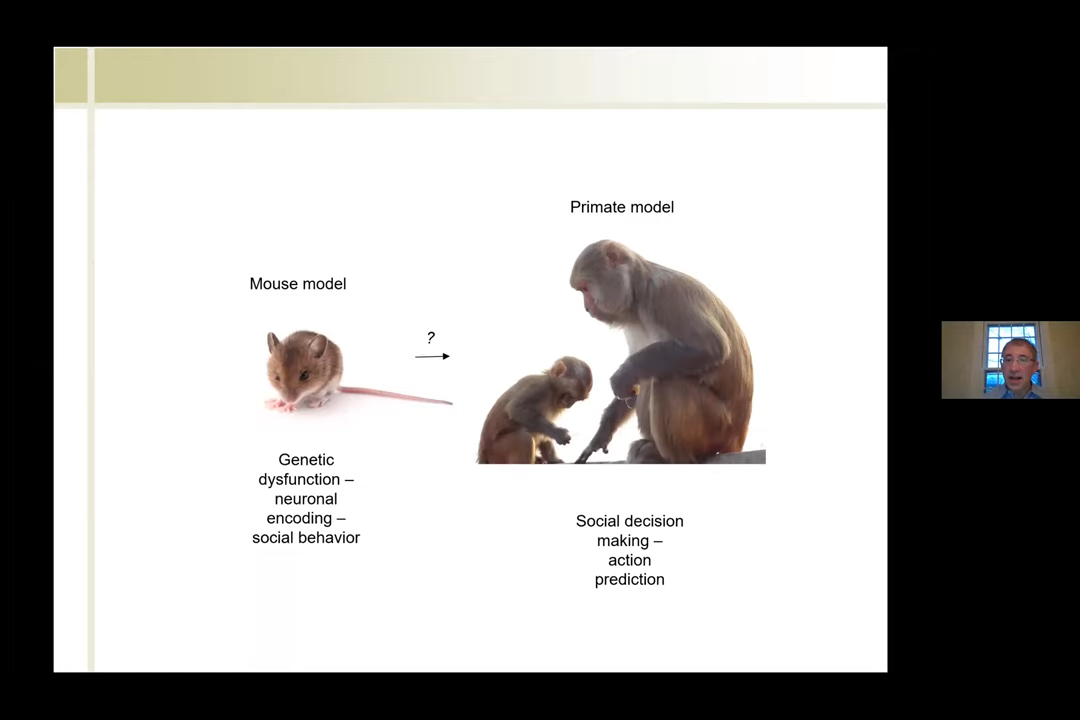 Primate model
Mouse model
?
Genetic
dysfunction –
neuronal
encoding –
social behavior
Social decision
making –
action
prediction